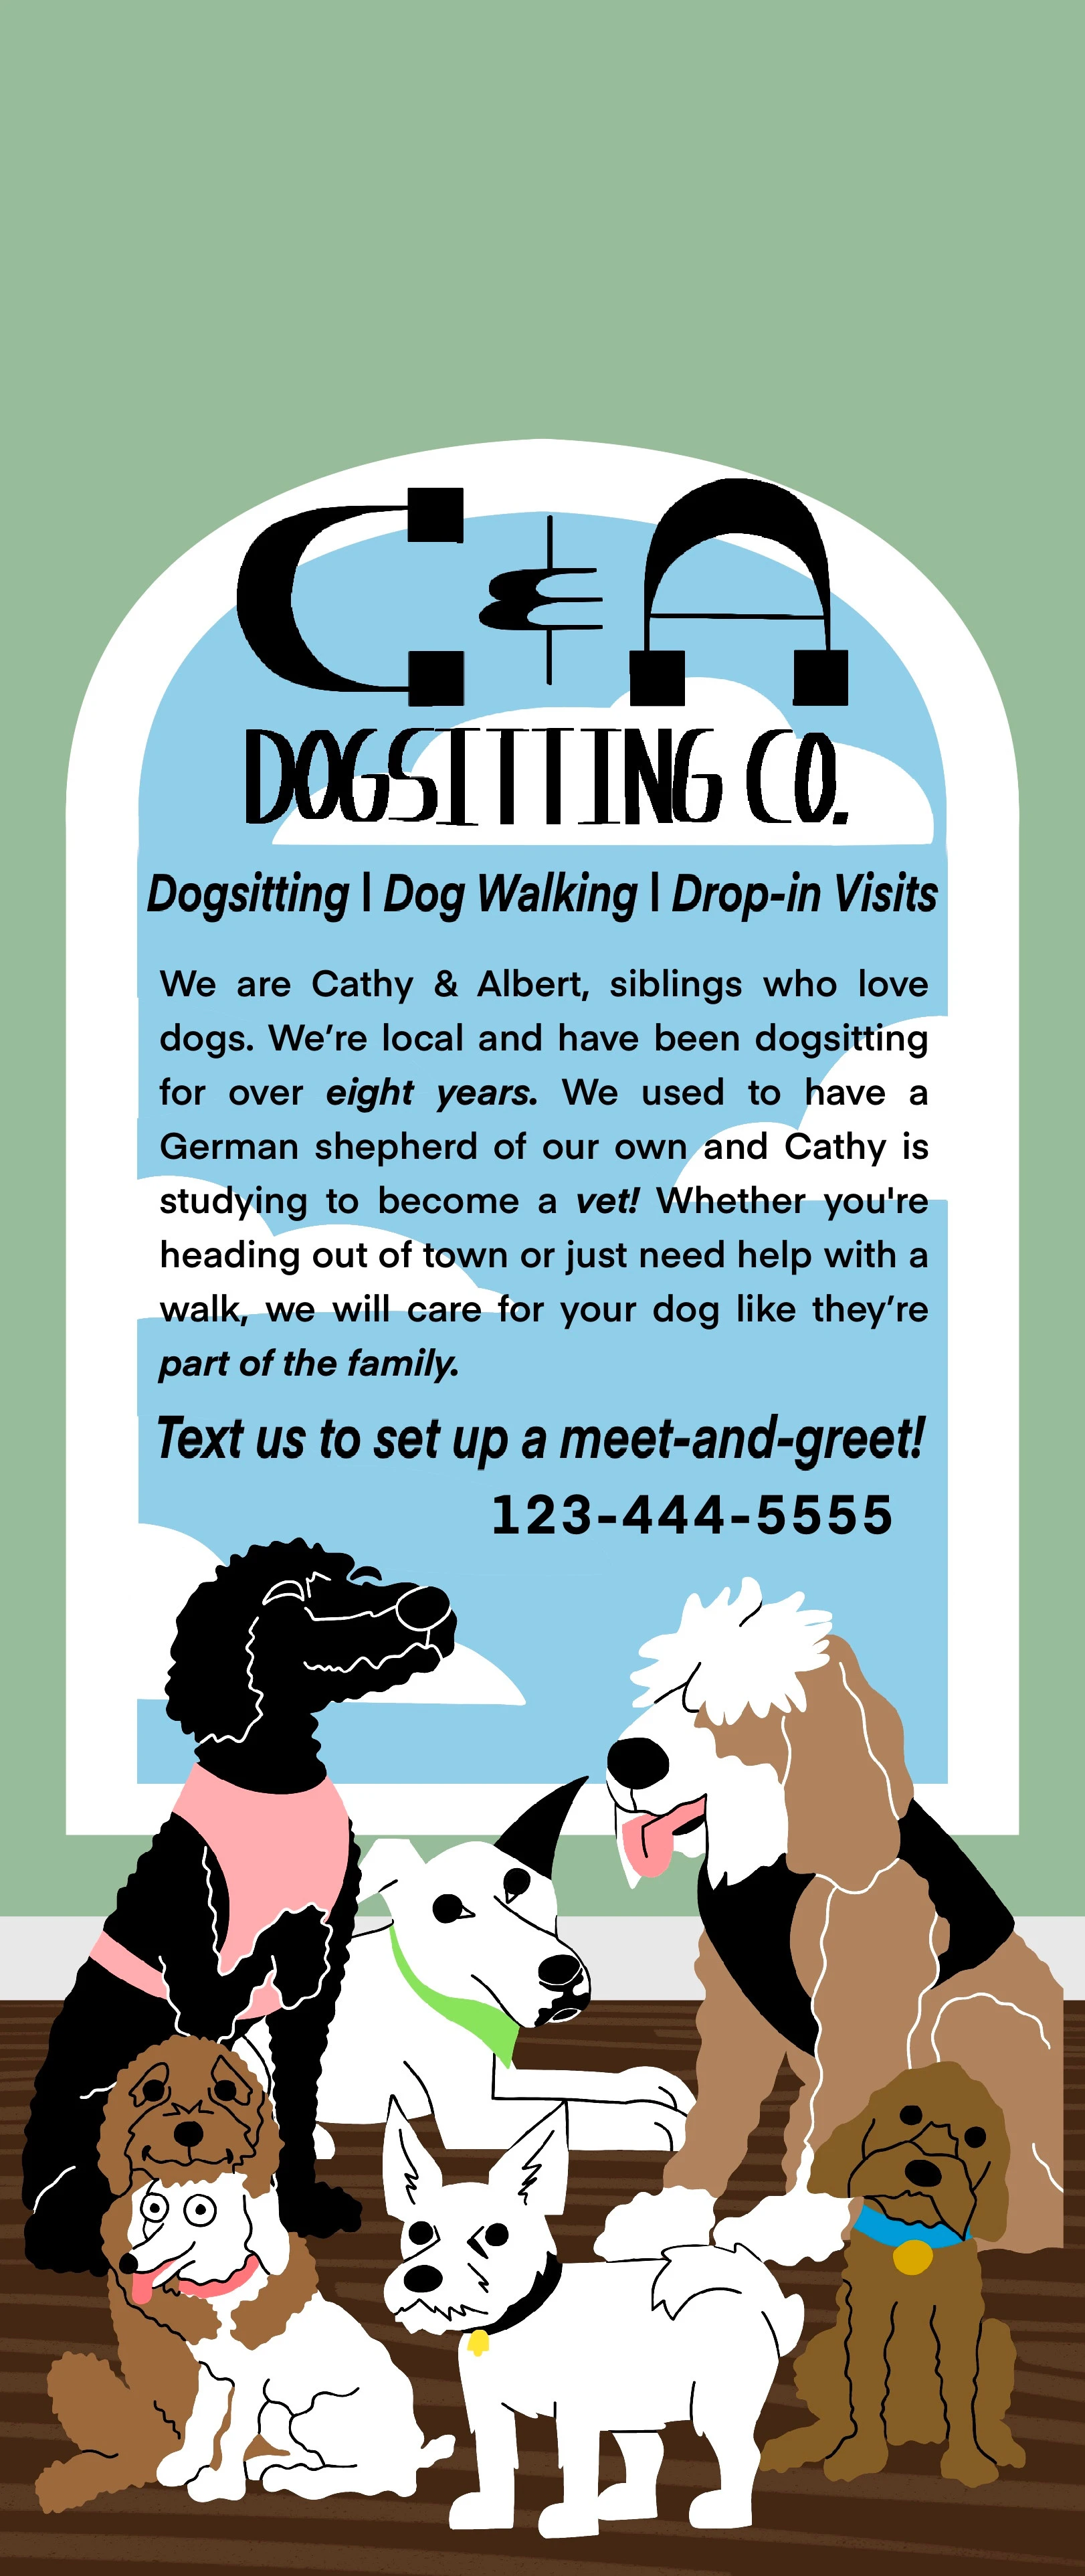 C & A
DOGSITTING CO.
Dogsitting | Dog Walking | Drop-in Visits
We are Cathy & Albert, siblings who love
dogs. We’re local and have been dogsitting
for over eight years. We used to have a
German shepherd of our own and Cathy is
studying to become a vet! Whether you're
heading out of town or just need help with a
walk, we will care for your dog like they’re
part of the family.
Text us to set up a meet-and-greet!
123-444-5555